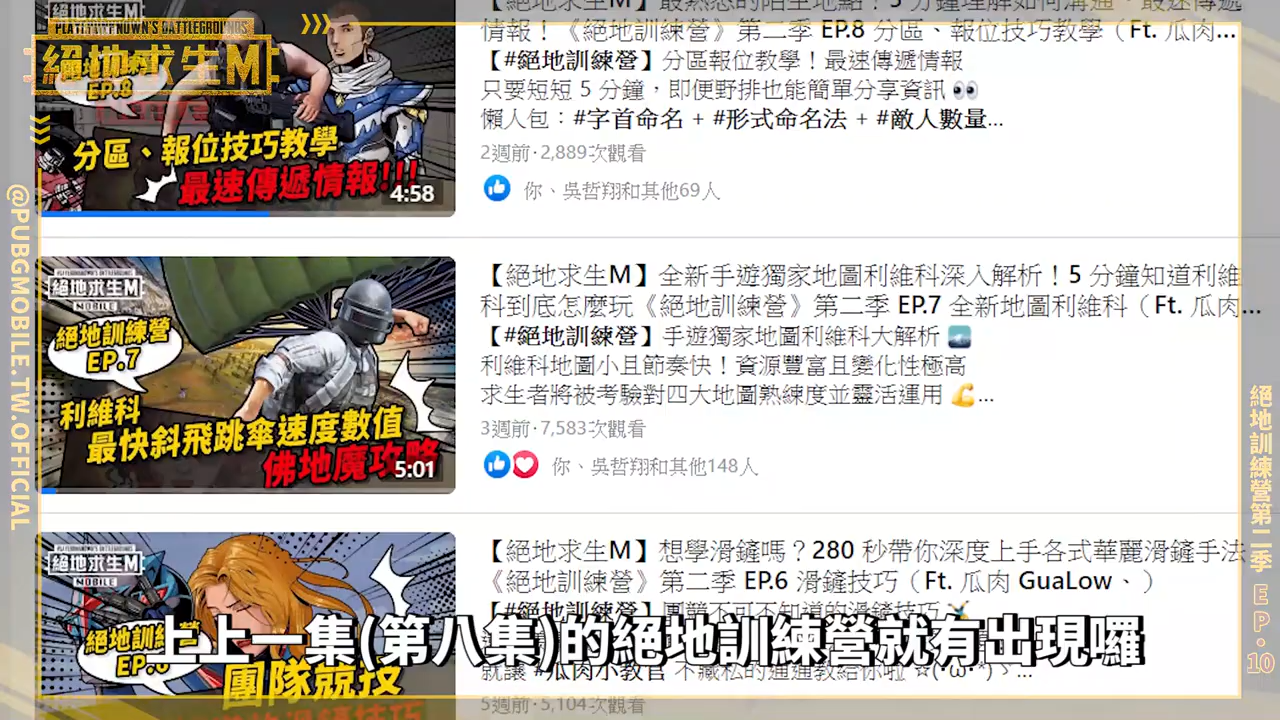 PLAYERUNKNOWN'S BATTLEGROUNDS
絕地求生M
EP.8
分區、報位技巧教學
最速傳遞情報!!!
4:58
情報！《絕地訓練營》第二季 EP.8 分區、報位技巧教學（Ft. 瓜肉...
【#絕地訓練營】分區報位教學！最速傳遞情報
只要短短 5 分鐘，即便野排也能簡單分享資訊 👀
懶人包：#字首命名 + #形式命名法 + #敵人數量...
2週前·2,889次觀看
你、吳哲翔和其他69人
@PUBGMOBILE.TW.OFFICIAL
絕地求生M
MOBILE
絕地訓練營
EP.7
利維科
最快斜飛跳傘速度數值
佛地魔攻略
5:01
【絕地求生M】全新手遊獨家地圖利維科深入解析！5 分鐘知道利維
科到底怎麼玩《絕地訓練營》第二季 EP.7 全新地圖利維科（Ft. 瓜肉...
【#絕地訓練營】手遊獨家地圖利維科大解析
利維科地圖小且節奏快！資源豐富且變化性極高
求生者將被考驗對四大地圖熟練度並靈活運用 💪...
3週前·7,583次觀看
你、吳哲翔和其他148人
絕地訓練營第二季 EP.10
絕地求生M
MOBILE
團隊競技
【絕地求生M】想學滑鏟嗎？280 秒帶你深度上手各式華麗滑鏟手法
《絕地訓練營》第二季 EP.6 滑鏟技巧（Ft. 瓜肉 GuaLow、）
上上一集(第八集)的絕地訓練營就有出現囉
5週前·5,104次觀看